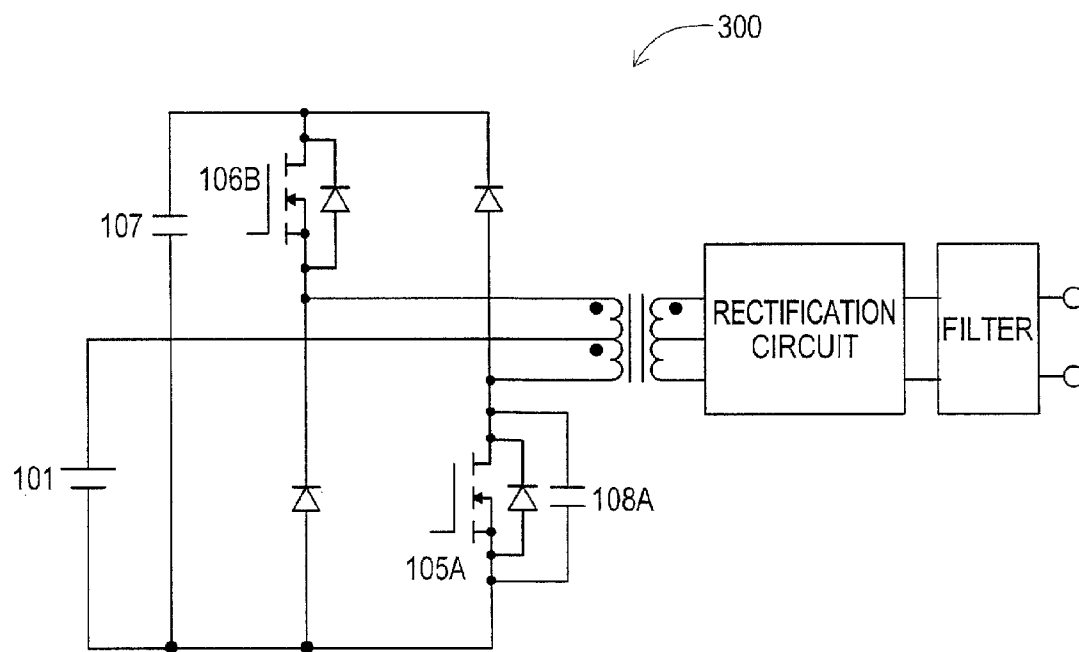 300
106B
107
RECTIFICATION
CIRCUIT
FILTER
101
108A
105A